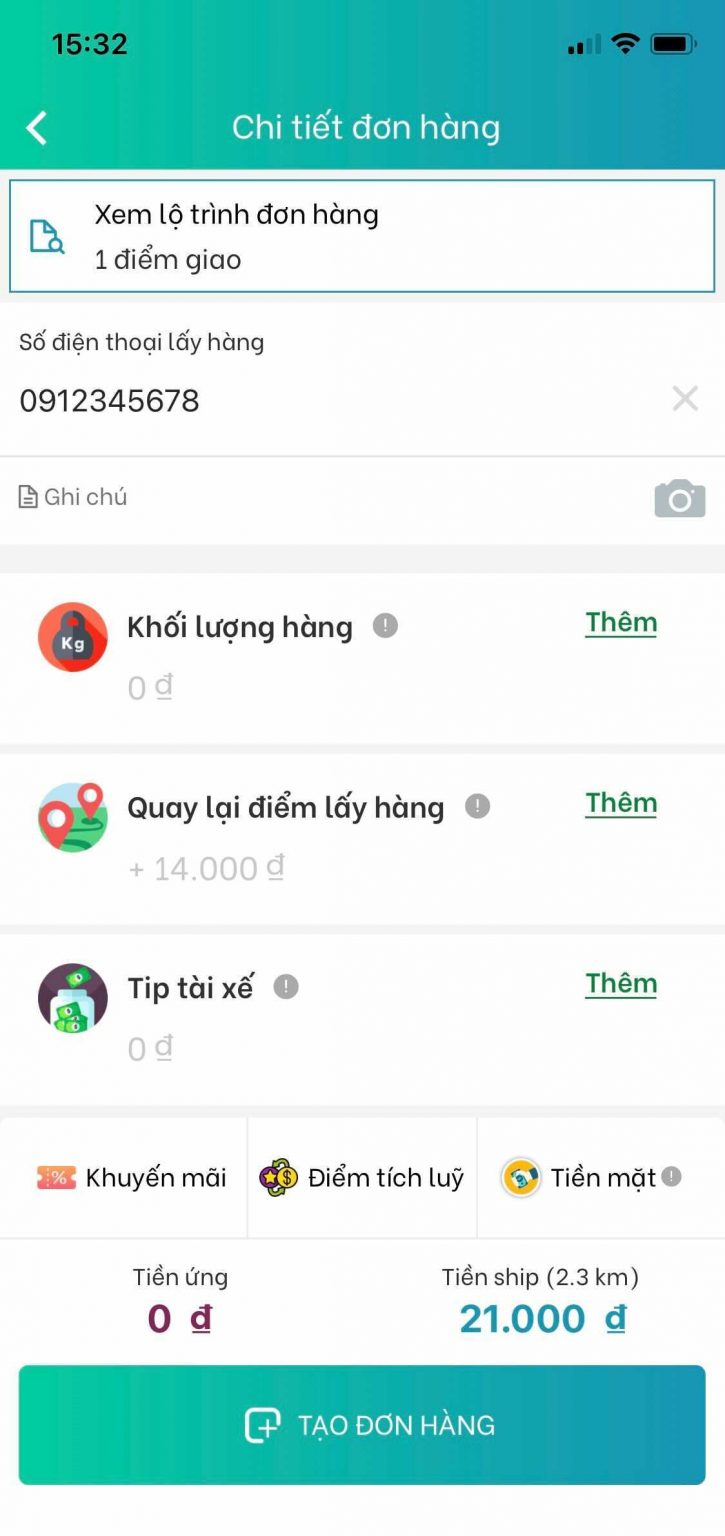 15:32
Chi tiết đơn hàng
Xem lộ trình đơn hàng
1 điểm giao
Số điện thoại lấy hàng
0912345678
Ghi chú
Kg
Khối lượng hàng
Thêm
0 đ
Quay lại điểm lấy hàng
Thêm
+ 14.000 đ
Tip tài xế
Thêm
0 đ
Khuyến mãi
Điểm tích luỹ
Tiền mặt
Tiền ứng
0 đ
Tiền ship (2.3 km)
21.000 đ
TẠO ĐƠN HÀNG